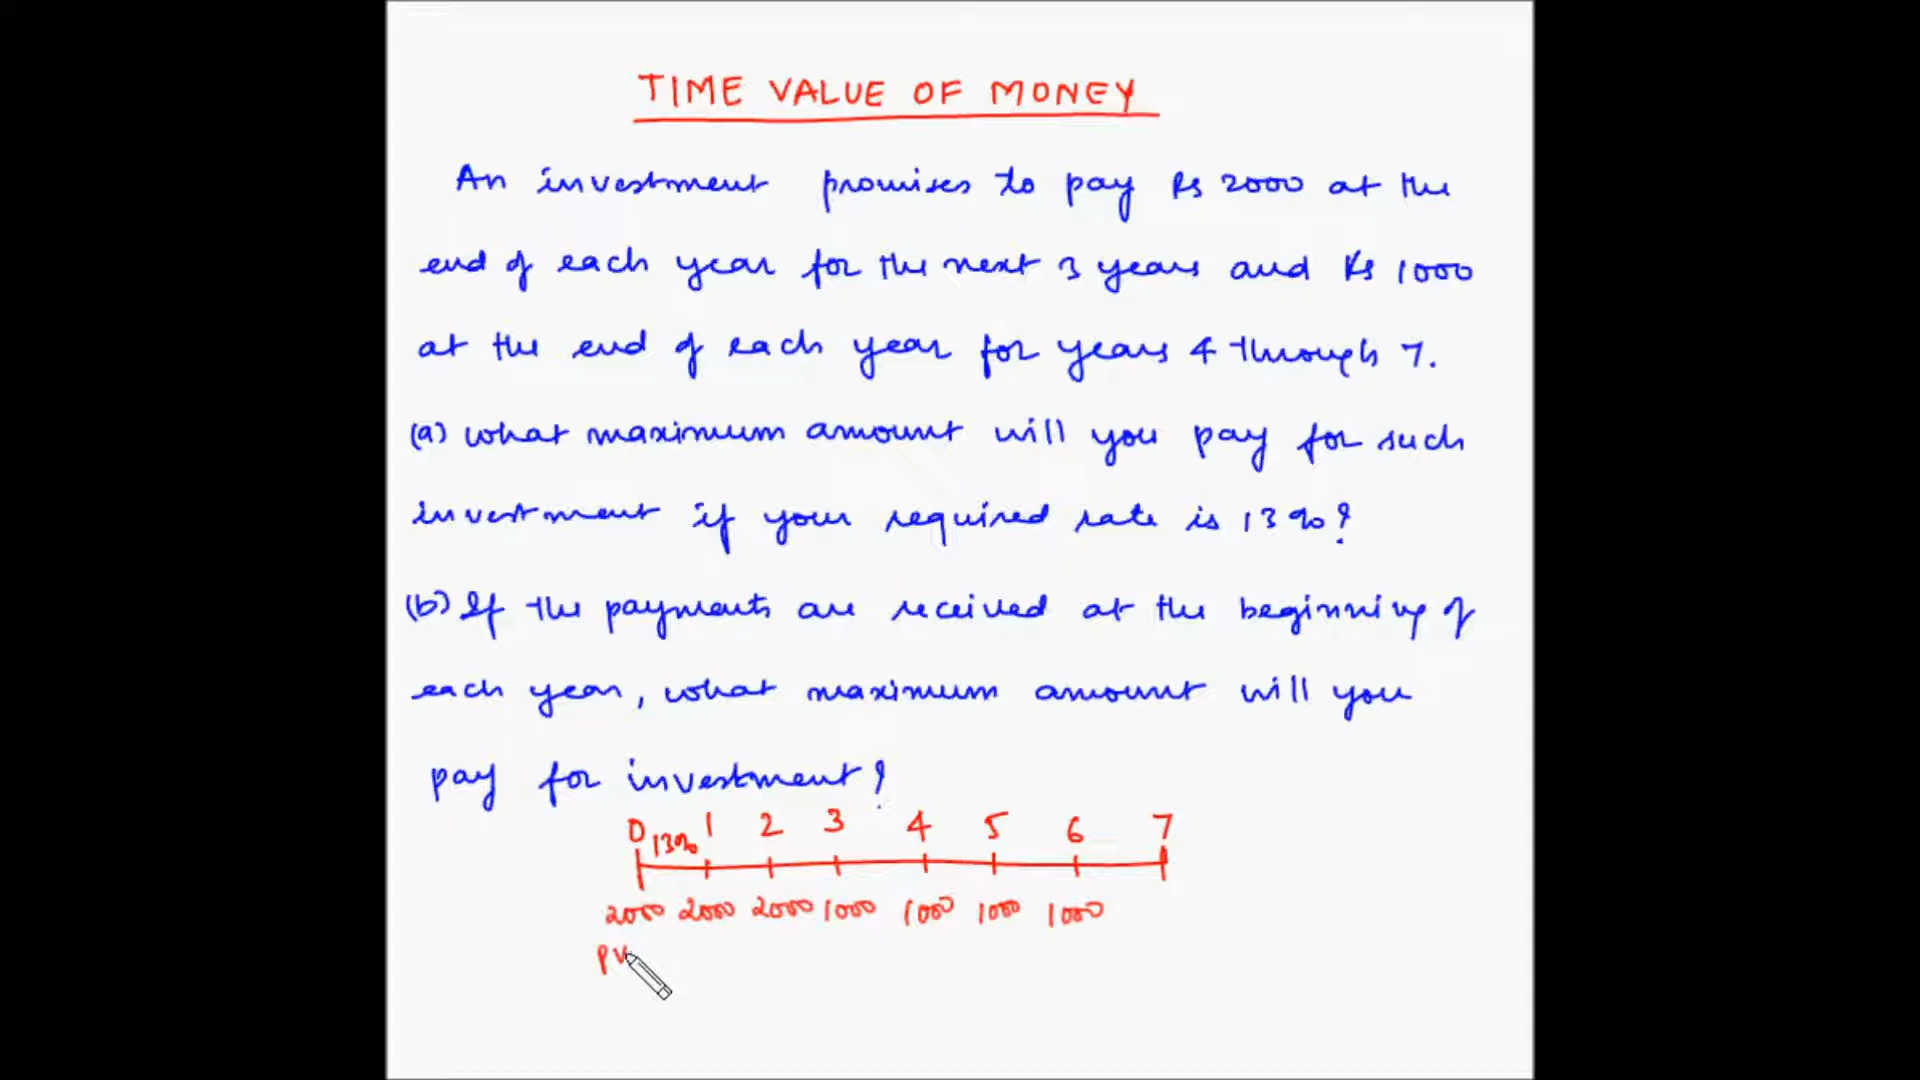 TIME VALUE OF MONEY
An investment promises to pay Rs 2000 at the
end of each year for the next 3 years and Rs 1000
at the end of each year for years 4 through 7.
(a) what maximum amount will you pay for such
investment if your required rate is 13%?
(b) If the payments are received at the beginning of
each year, what maximum amount will you
pay for investment?
0 13% 1 2 3 4 5 6 7
2000 2000 2000 1000 1000 1000 1000
PV